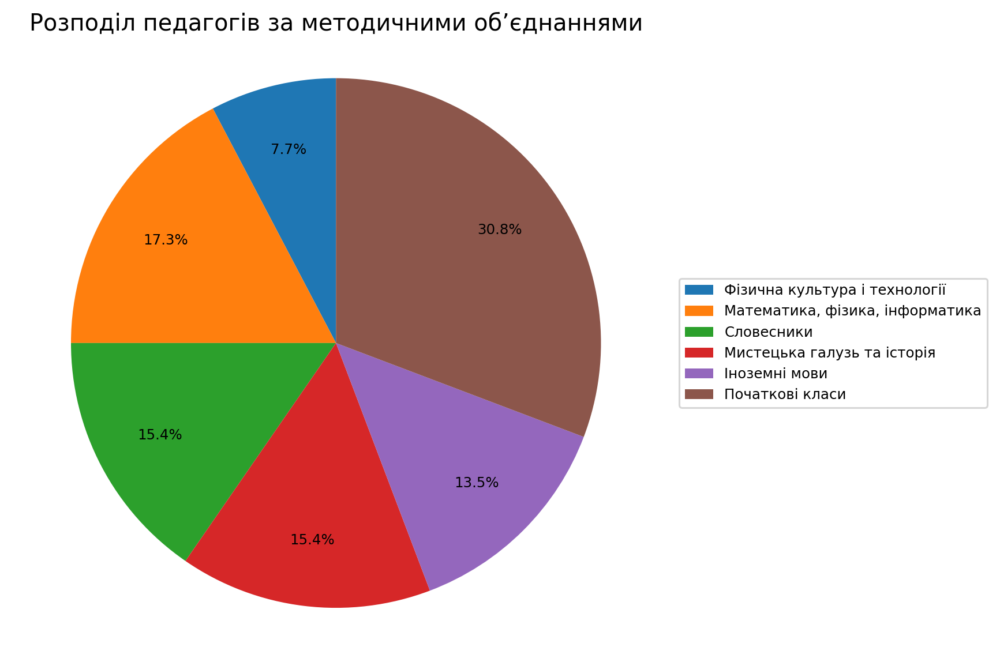 Розподіл педагогів за методичними об’єднаннями
7.7%
30.8%
17.3%
15.4%
13.5%
15.4%
Фізична культура і технології
Математика, фізика, інформатика
Словесники
Мистецька галузь та історія
Іноземні мови
Початкові класи